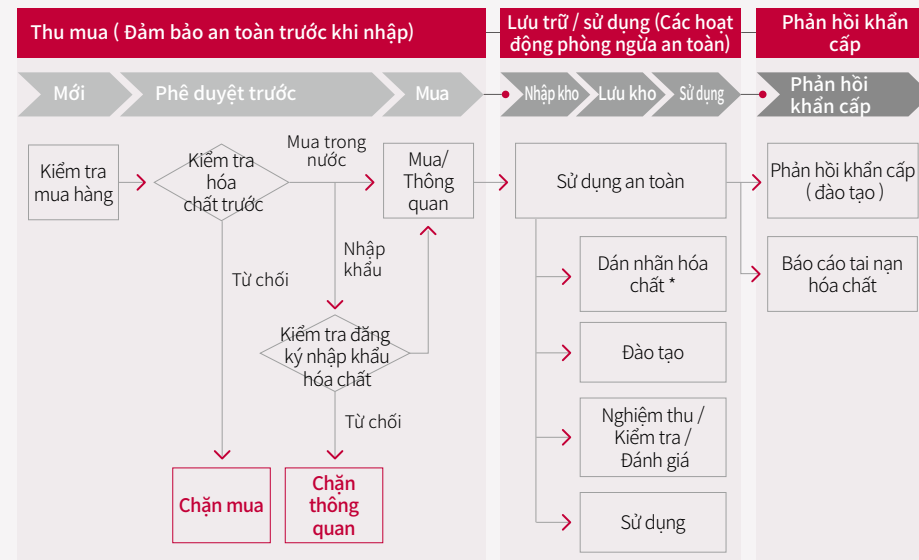 Thu mua ( Đảm bảo an toàn trước khi nhập)
Lưu trữ / sử dụng (Các hoạt
động phòng ngừa an toàn)
Phản hồi khẩn
cấp
Mới
Phê duyệt trước
Mua
Nhập kho
Lưu kho
Sử dụng
Phản hồi
khẩn cấp
Kiểm tra
mua hàng
Kiểm tra
hóa
chất trước
Mua trong
nước
Mua/
Thông
quan
Sử dụng an toàn
Phản hồi khẩn cấp
( đào tạo )
Từ chối
Nhập
khẩu
Dán nhãn hóa
chất *
Báo cáo tai nạn
hóa chất
Kiểm tra đăng
ký nhập khẩu
hóa chất
Đào tạo
Từ chối
Nghiệm thu /
Kiểm tra /
Đánh giá
Chặn mua
Chặn
thông
quan
Sử dụng